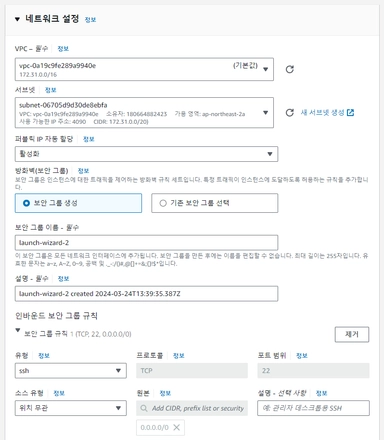 네트워크 설정 정보
VPC – 필수 정보
vpc-0a19c9fe289a9940e (기본값)
172.31.0.0/16
서브넷 정보
subnet-06705d9d30de8ebfa
VPC: vpc-0a19c9fe289a9940e 소유자: 180664882423 가용 영역: ap-northeast-2a
사용 가능한 IP 주소: 4090 CIDR: 172.31.0.0/20)
새 서브넷 생성
퍼블릭 IP 자동 할당 정보
활성화
방화벽(보안 그룹) 정보
보안 그룹은 인스턴스에 대한 트래픽을 제어하는 방화벽 규칙 세트입니다. 특정 트래픽이 인스턴스에 도달하도록 허용하는 규칙을 추가합니
다.
보안 그룹 생성
기존 보안 그룹 선택
보안 그룹 이름 - 필수
launch-wizard-2
이 보안 그룹은 모든 네트워크 인터페이스에 추가됩니다. 보안 그룹을 만든 후에는 이름을 편집할 수 없습니다. 최대 길이는 255자입니다. 유
효한 문자는 a~z, A~Z, 0~9, 공백 및
설명 - 필수 정보
launch-wizard-2 created 2024-03-24T13:39:35.387Z
인바운드 보안 그룹 규칙
보안 그룹 규칙 1 (TCP, 22, 0.0.0.0/0)
제거
유형 정보
프로토콜 정보
포트 범위 정보
ssh
TCP
22
소스 유형 정보
원본 정보
설명 - 선택 사항 정보
위치 무관
Add CIDR, prefix list or security
예: 관리자 데스크톱용 SSH
0.0.0.0/0